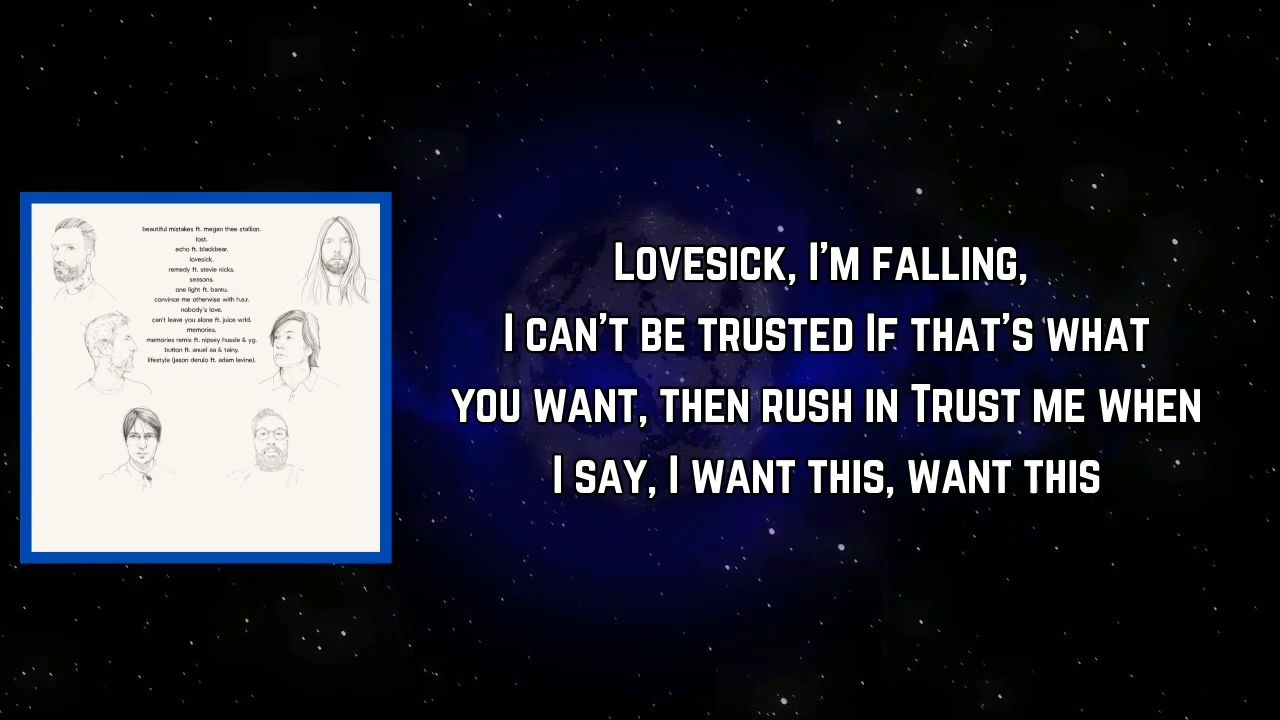 beautiful mistakes ft. megan thee stallion.
lost.
echo ft. blackbear.
lovesick.
remedy ft. stevie nicks.
seasons.
one light ft. bantu.
convince me otherwise with h.e.r.
nobody's love.
can't leave you alone ft. juice wrld.
memories.
memories remix ft. nipsey hussle & yg.
button ft. anuel aa & tainy.
lifestyle (jason derulo ft. adam levine).
Lovesick, I'm falling,
I can't be trusted If that's what
you want, then rush in Trust me when
I say, I want this, want this